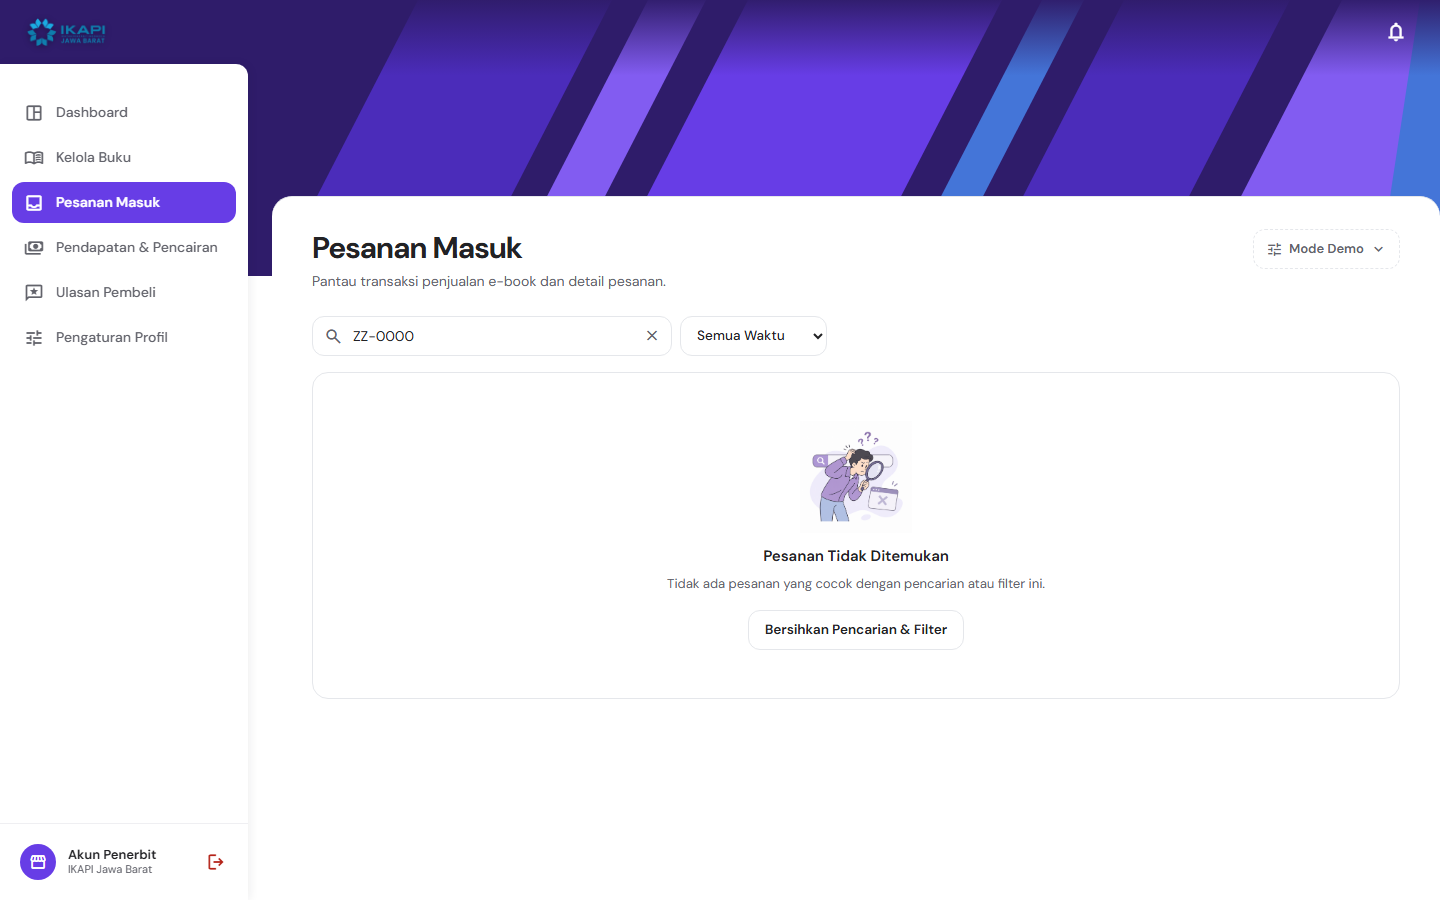 IKAPI
JAWA BARAT
Dashboard
Kelola Buku
Pesanan Masuk
Pendapatan & Pencairan
Ulasan Pembeli
Pengaturan Profil
Akun Penerbit
IKAPI Jawa Barat
Pesanan Masuk
Pantau transaksi penjualan e-book dan detail pesanan.
Mode Demo
ZZ-0000
Semua Waktu
? ? ?
Pesanan Tidak Ditemukan
Tidak ada pesanan yang cocok dengan pencarian atau filter ini.
Bersihkan Pencarian & Filter